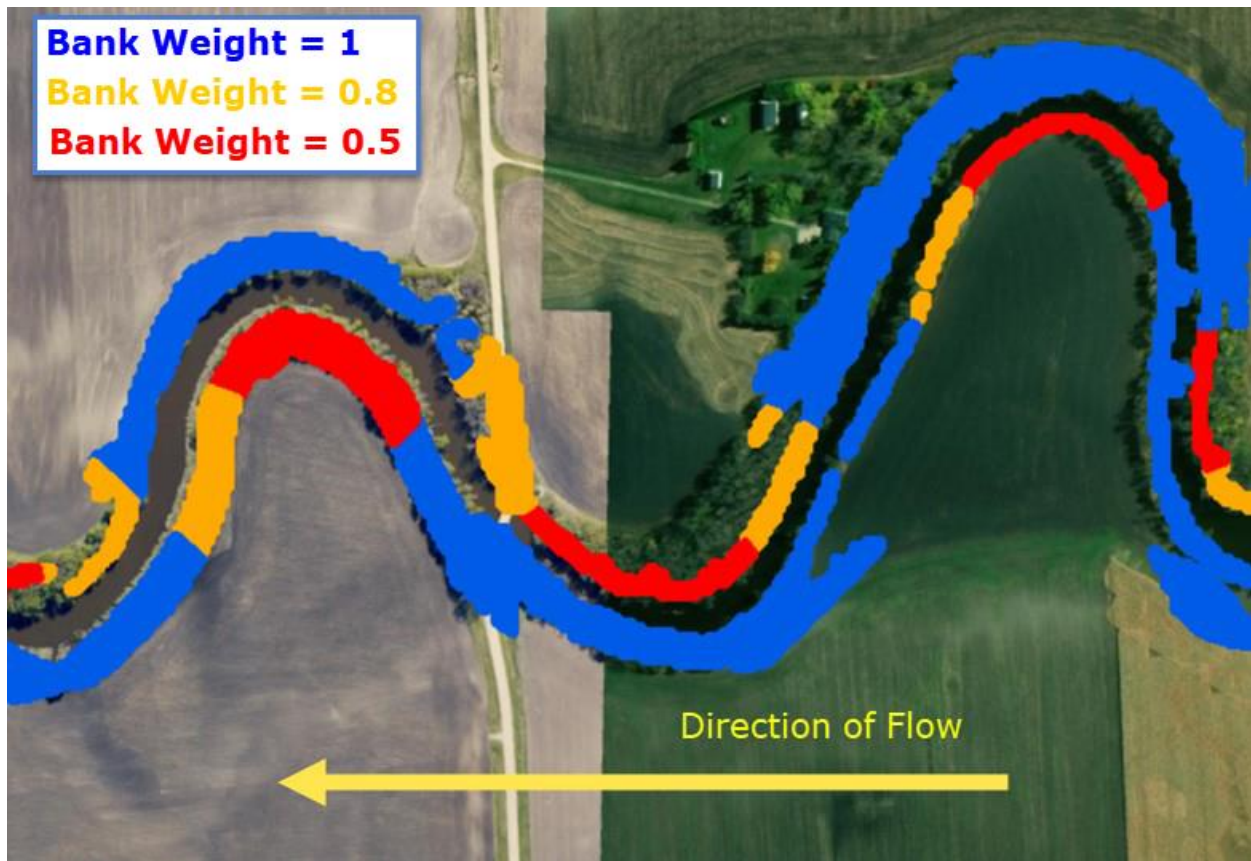 Bank Weight = 1
Bank Weight = 0.8
Bank Weight = 0.5
Direction of Flow